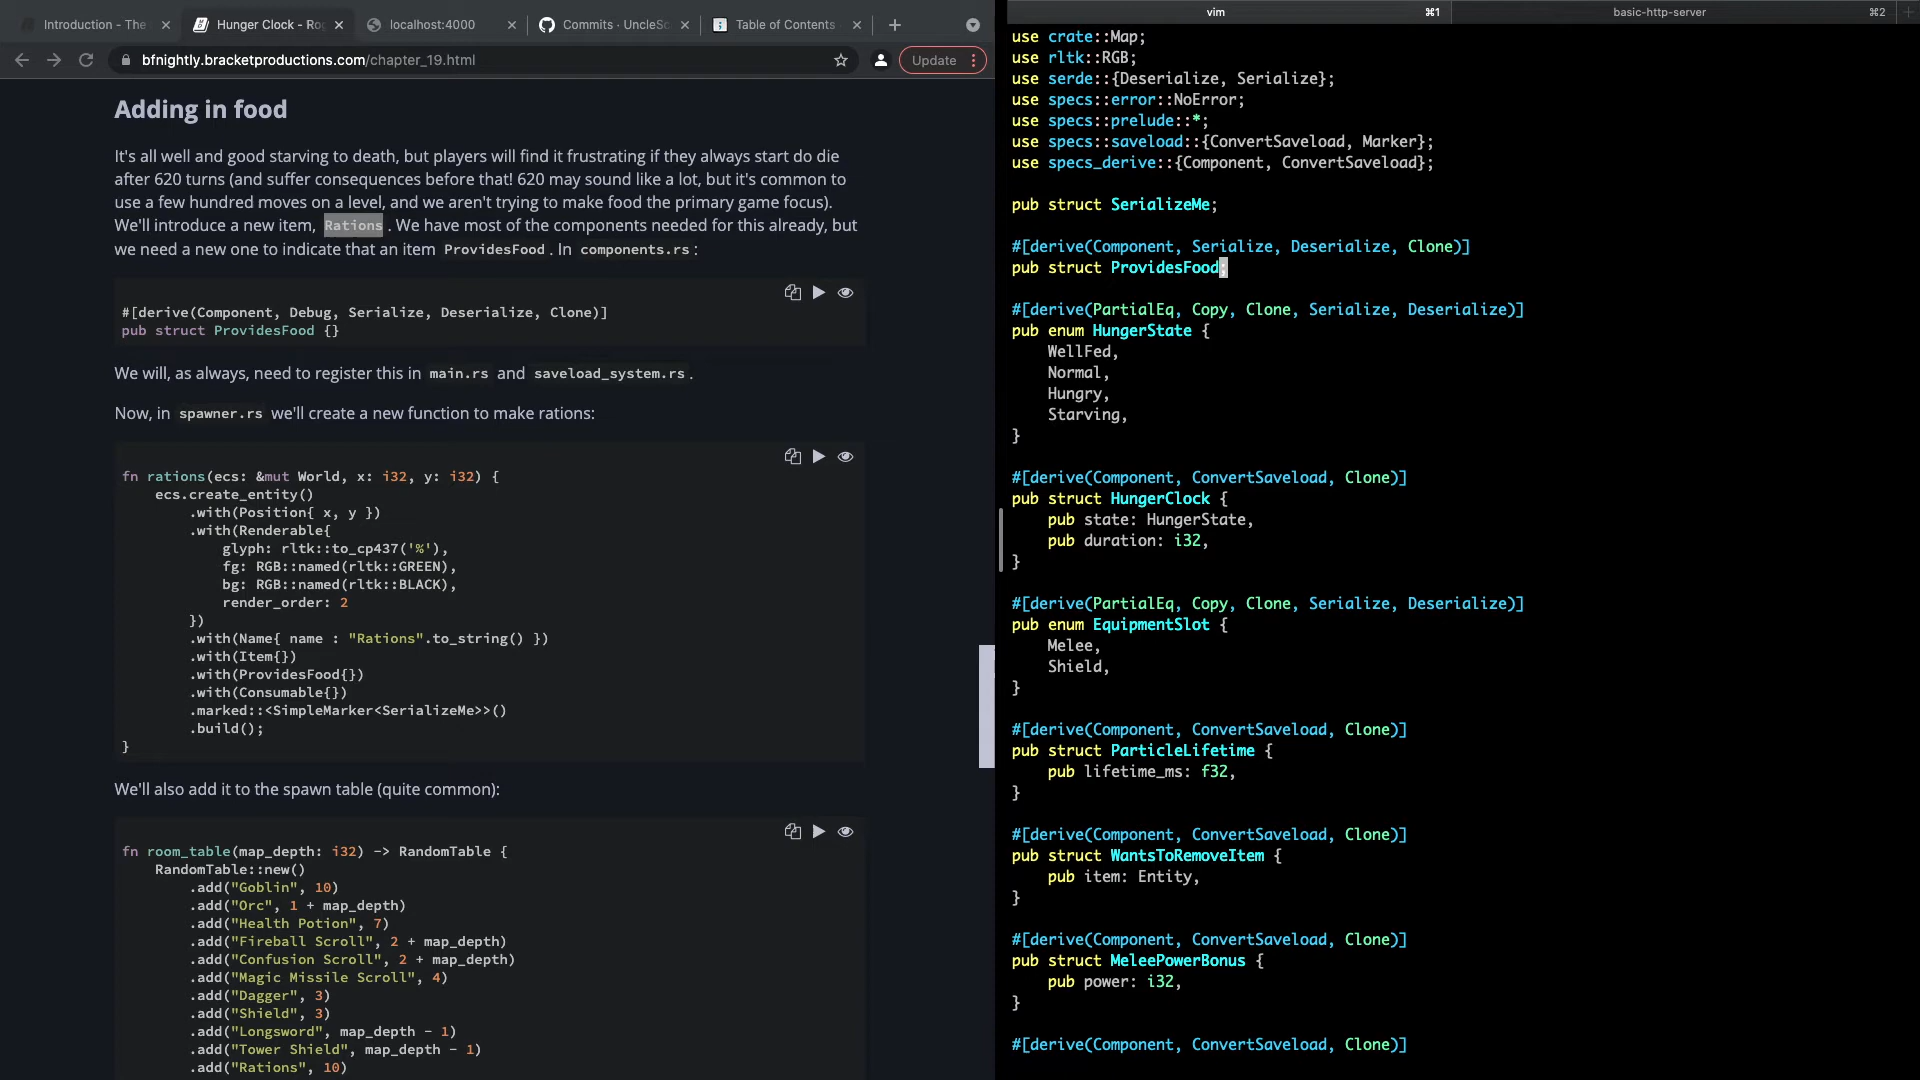 Introduction - The
Hunger Clock - Ro
localhost:4000
Commits · UncleSc
Table of Contents
bfnightly.bracketproductions.com/chapter_19.html
Update
Adding in food
It's all well and good starving to death, but players will find it frustrating if they always start do die
after 620 turns (and suffer consequences before that! 620 may sound like a lot, but it's common to
use a few hundred moves on a level, and we aren't trying to make food the primary game focus).
We'll introduce a new item, Rations . We have most of the components needed for this already, but
we need a new one to indicate that an item ProvidesFood . In components.rs :
#[derive(Component, Debug, Serialize, Deserialize, Clone)]
pub struct ProvidesFood {}
We will, as always, need to register this in main.rs and saveload_system.rs .
Now, in spawner.rs we'll create a new function to make rations:
fn rations(ecs: &mut World, x: i32, y: i32) {
    ecs.create_entity()
        .with(Position{ x, y })
        .with(Renderable{
            glyph: rltk::to_cp437('%'),
            fg: RGB::named(rltk::GREEN),
            bg: RGB::named(rltk::BLACK),
            render_order: 2
        })
        .with(Name{ name : "Rations".to_string() })
        .with(Item{})
        .with(ProvidesFood{})
        .with(Consumable{})
        .marked::<SimpleMarker<SerializeMe>>()
        .build();
}
We'll also add it to the spawn table (quite common):
fn room_table(map_depth: i32) -> RandomTable {
    RandomTable::new()
        .add("Goblin", 10)
        .add("Orc", 1 + map_depth)
        .add("Health Potion", 7)
        .add("Fireball Scroll", 2 + map_depth)
        .add("Confusion Scroll", 2 + map_depth)
        .add("Magic Missile Scroll", 4)
        .add("Dagger", 3)
        .add("Shield", 3)
        .add("Longsword", map_depth - 1)
        .add("Tower Shield", map_depth - 1)
        .add("Rations", 10)
vim ⌘1
basic-http-server ⌘2
use crate::Map;
use rltk::RGB;
use serde::{Deserialize, Serialize};
use specs::error::NoError;
use specs::prelude::*;
use specs::saveload::{ConvertSaveload, Marker};
use specs_derive::{Component, ConvertSaveload};
pub struct SerializeMe;
#[derive(Component, Serialize, Deserialize, Clone)]
pub struct ProvidesFood;
#[derive(PartialEq, Copy, Clone, Serialize, Deserialize)]
pub enum HungerState {
    WellFed,
    Normal,
    Hungry,
    Starving,
}
#[derive(Component, ConvertSaveload, Clone)]
pub struct HungerClock {
    pub state: HungerState,
    pub duration: i32,
}
#[derive(PartialEq, Copy, Clone, Serialize, Deserialize)]
pub enum EquipmentSlot {
    Melee,
    Shield,
}
#[derive(Component, ConvertSaveload, Clone)]
pub struct ParticleLifetime {
    pub lifetime_ms: f32,
}
#[derive(Component, ConvertSaveload, Clone)]
pub struct WantsToRemoveItem {
    pub item: Entity,
}
#[derive(Component, ConvertSaveload, Clone)]
pub struct MeleePowerBonus {
    pub power: i32,
}
#[derive(Component, ConvertSaveload, Clone)]